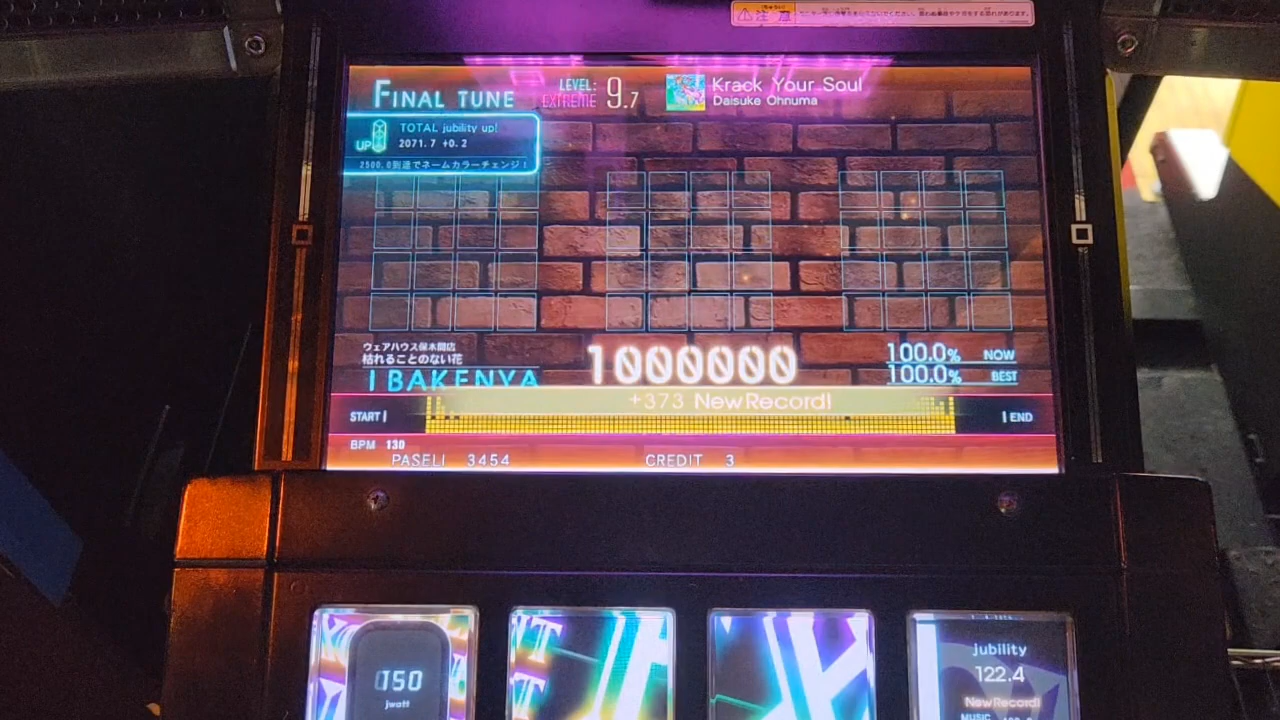 注意
FINAL TUNE
LEVEL: 9.7
EXTREME
Krack Your Soul
Daisuke Ohnuma
UP
TOTAL jubility up!
2071.7 +0.2
2500.0到達でネームカラーチェンジ！
ウェアハウス保木間店
枯れることのない花
IBAKENYA
1000000
100.0% NOW
100.0% BEST
+373 NewRecord!
START
END
BPM 130
PASELI 3454
CREDIT 3
150
jwatt
jubility
122.4
NewRecord!
MUSIC